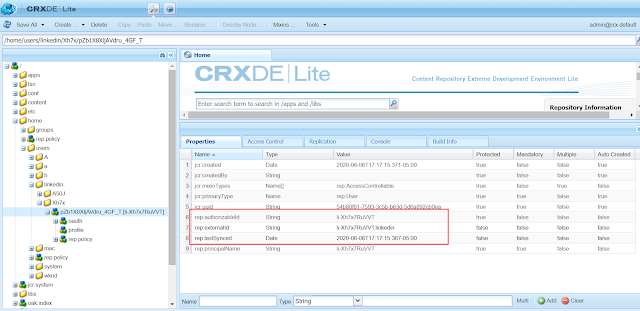 CRXDE | Lite
Save All Create... Delete Copy Paste Move Rename... Overlay Node... Mixins ... Tools
admin@crx.default
/home/users/linkedin/Xh7x/pZb1X8XljAVdru_4GF_T
/
apps
bin
conf
content
etc
home
groups
rep:policy
users
A
a
h
linkedin
A50J
Xh7x
pZb1X8XljAVdru_4GF_T [li-Xh7x7RuVVT]
oauth
profile
rep:policy
mac
rep:policy
system
wknd
jcr:system
libs
oak:index
Home
CRXDE | Lite
Content Repository Extreme Development Environment Lite
Enter search term to search in /apps and /libs
Repository Information
Properties Access Control Replication Console Build Info
Name Type Value Protected Mandatory Multiple Auto Created
1 jcr:created Date 2020-06-06T17:17:15.371-05:00 true false false true
2 jcr:createdBy String true false false true
3 jcr:mixinTypes Name[] rep:AccessControllable true false true false
4 jcr:primaryType Name rep:User true true false true
5 jcr:uuid String
6 rep:authorizableId String li-Xh7x7RuVVT true false false false
7 rep:externalId String li-Xh7x7RuVVT;linkedin false false false false
8 rep:lastSynced Date 2020-06-06T17:17:15.367-05:00 false false false false
9 rep:principalName String li-Xh7x7RuVVT true true false false
Name Type String Value Multi Add Clear